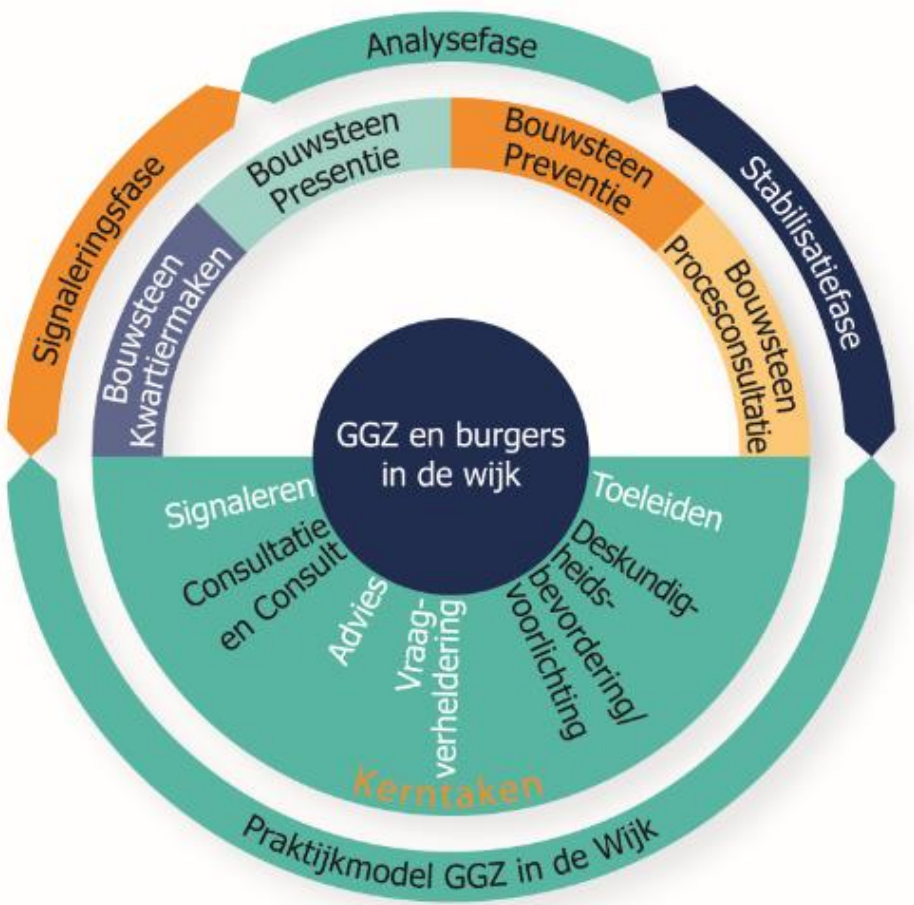 Analysefase
Signaleringsfase
Stabilisatiefase
Bouwsteen
Kwartiermaken
Bouwsteen
Presentie
Bouwsteen
Preventie
Bouwsteen
Procesconsultatie
GGZ en burgers
in de wijk
Signaleren
Consultatie
en Consult
Advies
Vraag-
verheldering
Deskundig-
heids-
bevordering/
voorlichting
Toeleiden
Kerntaken
Praktijkmodel GGZ in de Wijk